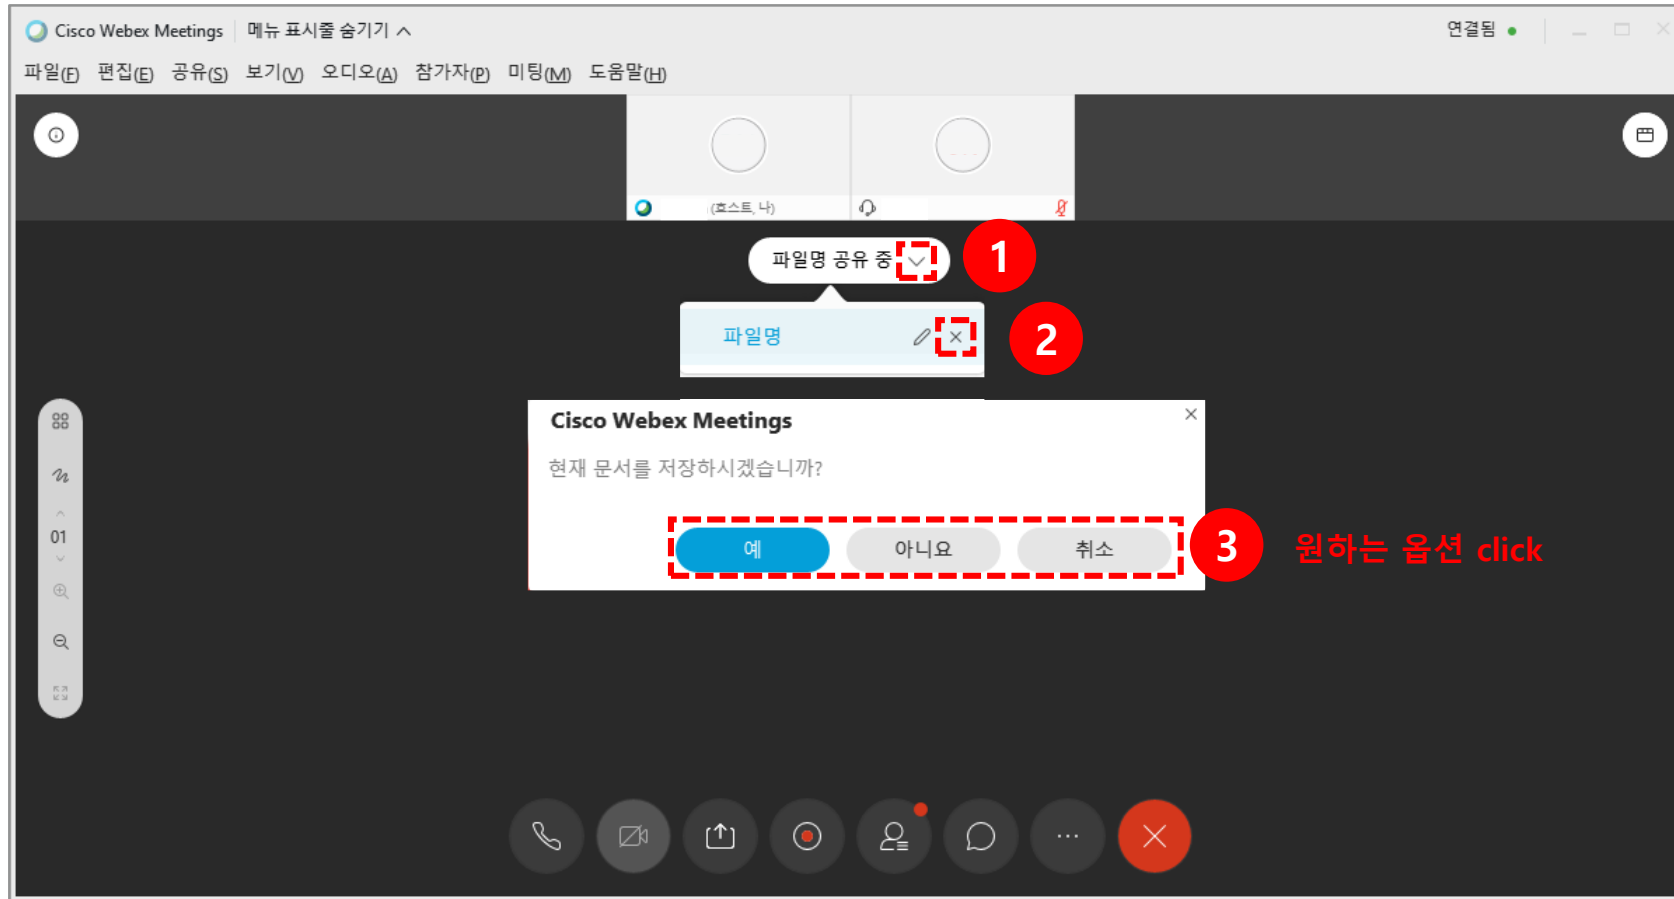 Cisco Webex Meetings 메뉴 표시줄 숨기기 연결됨
파일(F) 편집(E) 공유(S) 보기(V) 오디오(A) 참가자(P) 미팅(M) 도움말(H)
(호스트, 나)
파일명 공유 중
1
파일명
2
Cisco Webex Meetings
현재 문서를 저장하시겠습니까?
예 아니요 취소
3 원하는 옵션 click
01